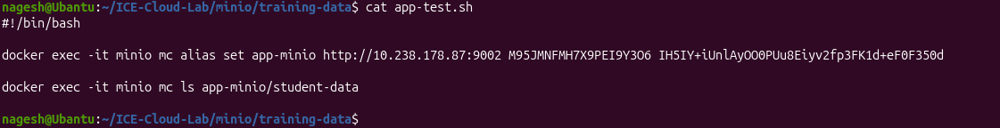 nagesh@Ubantu:~/ICE-Cloud-Lab/minio/training-data$ cat app-test.sh
#!/bin/bash
docker exec -it minio mc alias set app-minio http://10.238.178.87:9002 M95JMNFMH7X9PEI9Y3O6 IH5IY+iUnlAyOO0PUu8Eiyv2fp3FK1d+eF0F350d
docker exec -it minio mc ls app-minio/student-data
nagesh@Ubantu:~/ICE-Cloud-Lab/minio/training-data$